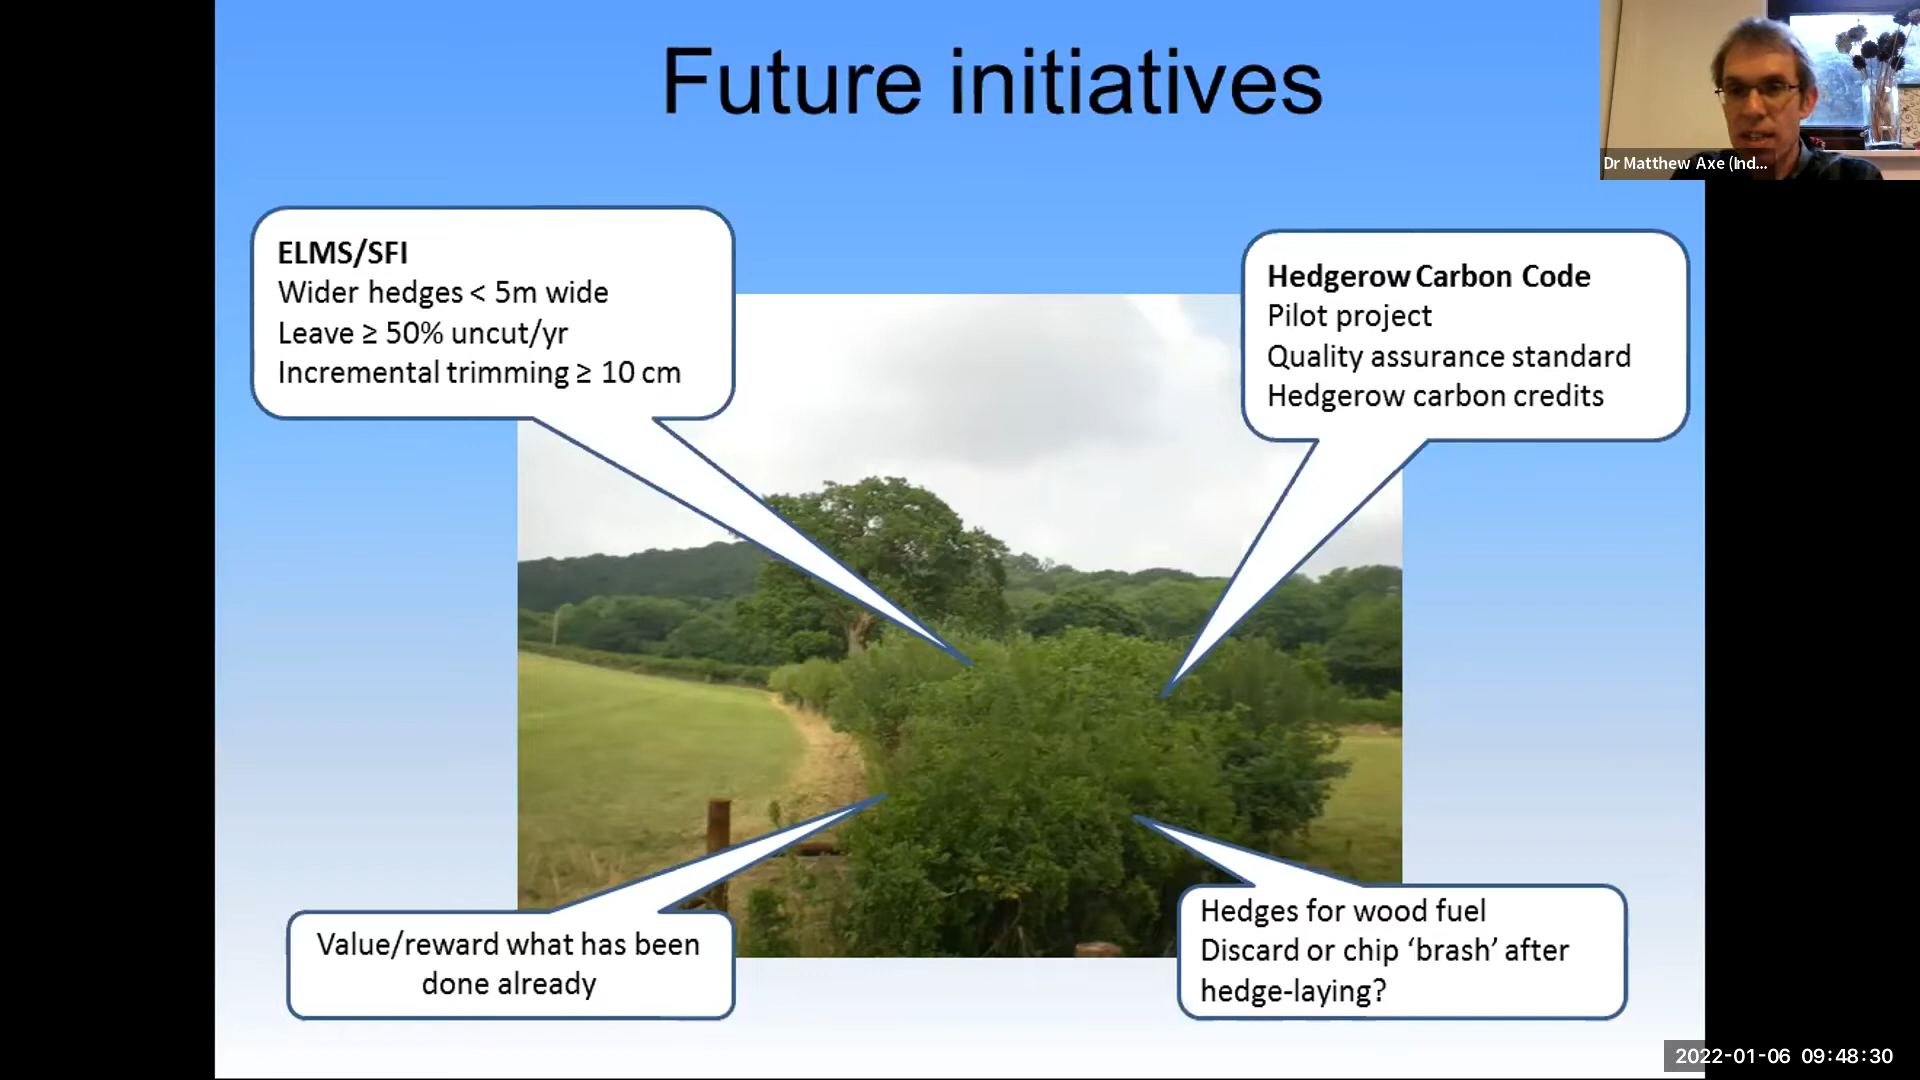 Future initiatives
Dr Matthew Axe (Ind...
ELMS/SFI
Wider hedges < 5m wide
Leave ≥ 50% uncut/yr
Incremental trimming ≥ 10 cm
Hedgerow Carbon Code
Pilot project
Quality assurance standard
Hedgerow carbon credits
Value/reward what has been
done already
Hedges for wood fuel
Discard or chip ‘brash’ after
hedge-laying?
2022-01-06 09:48:30